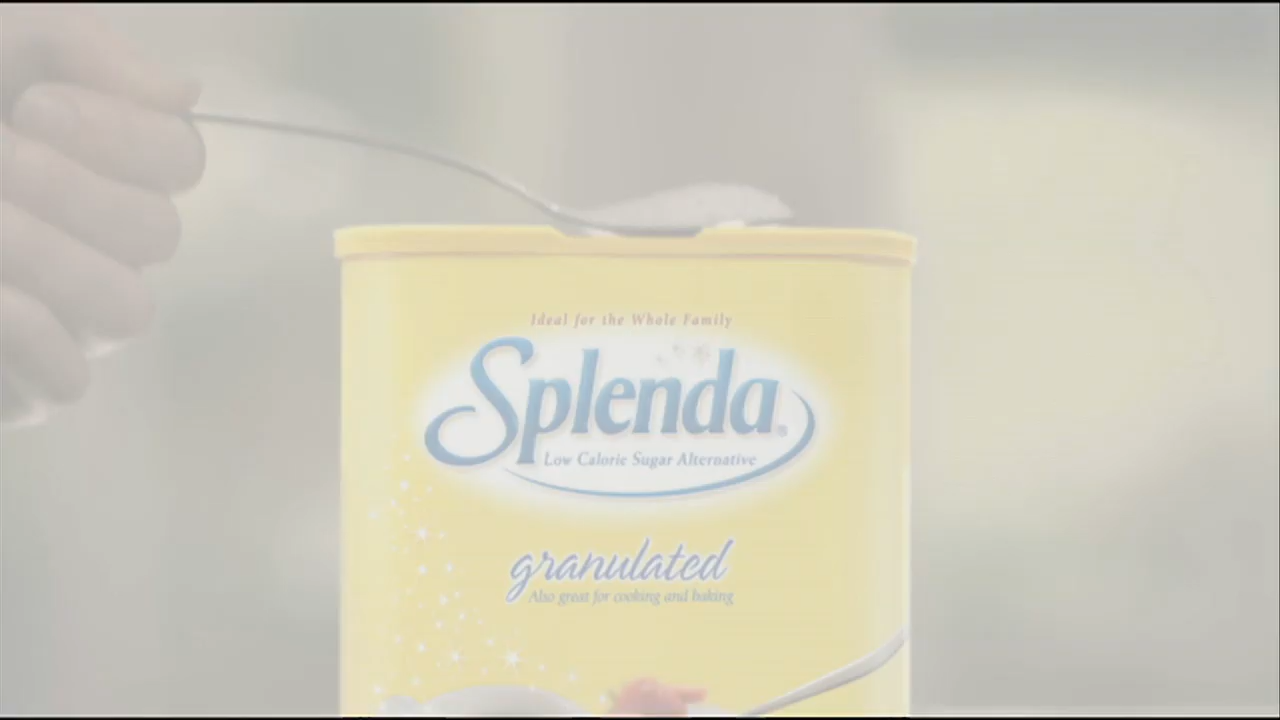 Ideal for the Whole Family
Splenda®
Low Calorie Sugar Alternative
granulated
Also great for cooking and baking